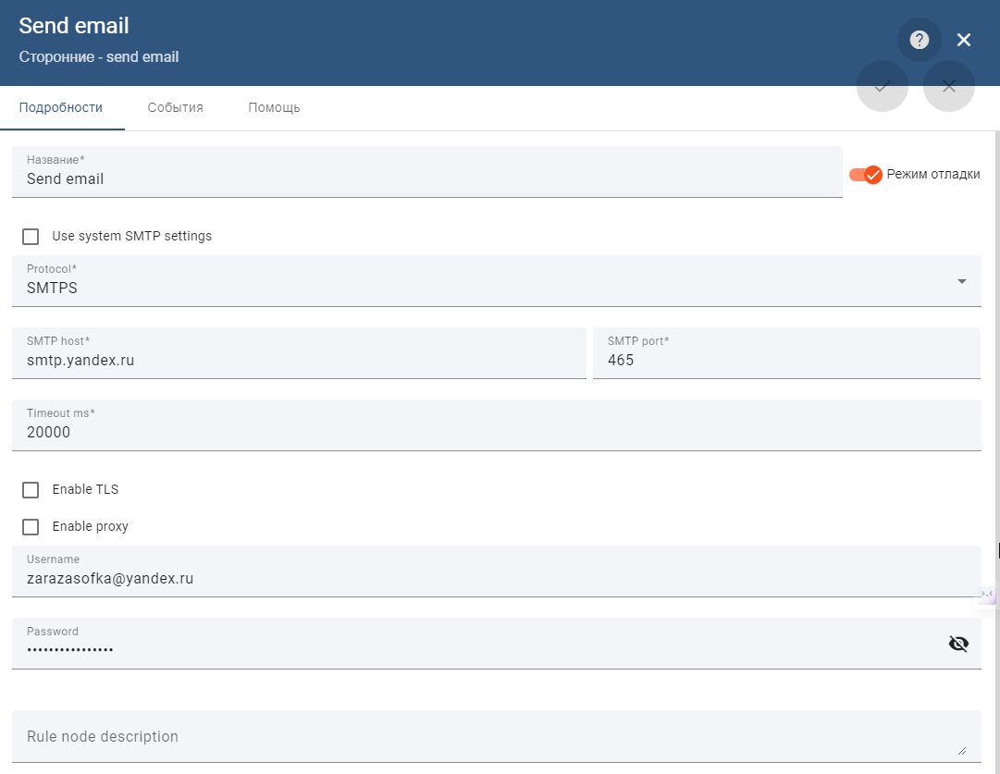 Send email
Сторонние - send email
Подробности
События
Помощь
Название*
Send email
Режим отладки
Use system SMTP settings
Protocol*
SMTPS
SMTP host*
smtp.yandex.ru
SMTP port*
465
Timeout ms*
20000
Enable TLS
Enable proxy
Username
zarazasofka@yandex.ru
Password
••••••••••••••••
Rule node description